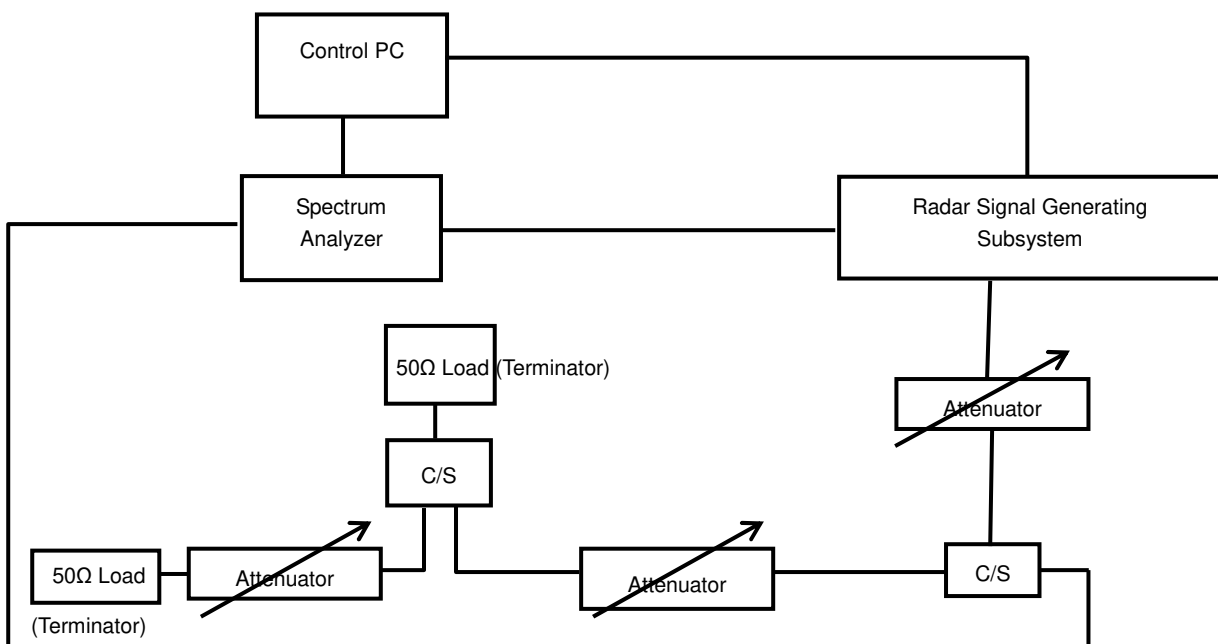 Control PC
Spectrum
Analyzer
Radar Signal Generating
Subsystem
50Ω Load (Terminator)
Attenuator
C/S
50Ω Load
(Terminator)
Attenuator
Attenuator
C/S